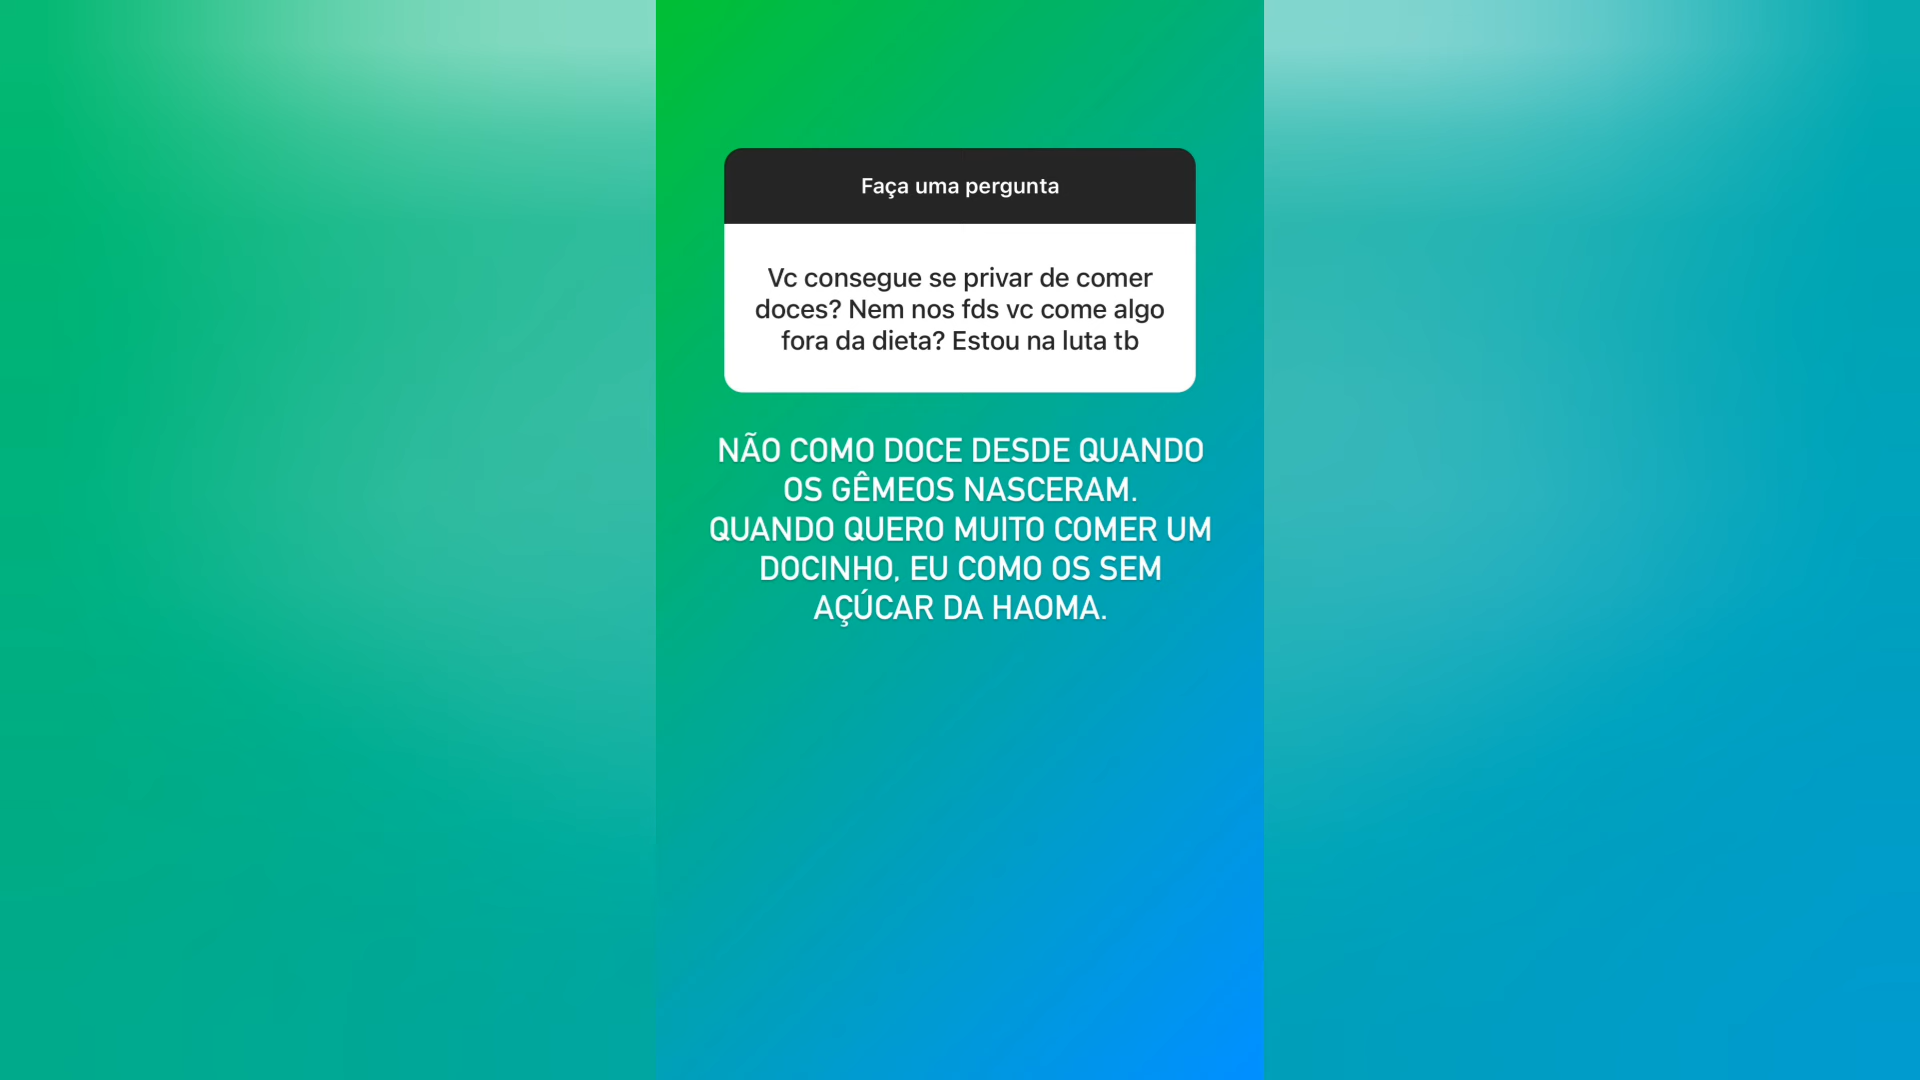 Faça uma pergunta
Vc consegue se privar de comer
doces? Nem nos fds vc come algo
fora da dieta? Estou na luta tb
NÃO COMO DOCE DESDE QUANDO
OS GÊMEOS NASCERAM.
QUANDO QUERO MUITO COMER UM
DOCINHO, EU COMO OS SEM
AÇÚCAR DA HAOMA.